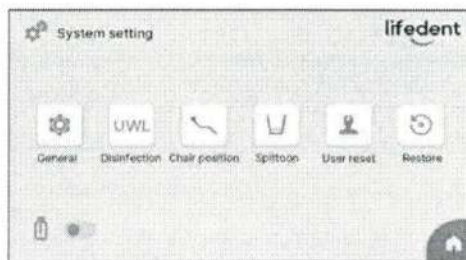 System setting
lifedent
UWL
General
Disinfection
Chair position
Spittoon
User reset
Restore